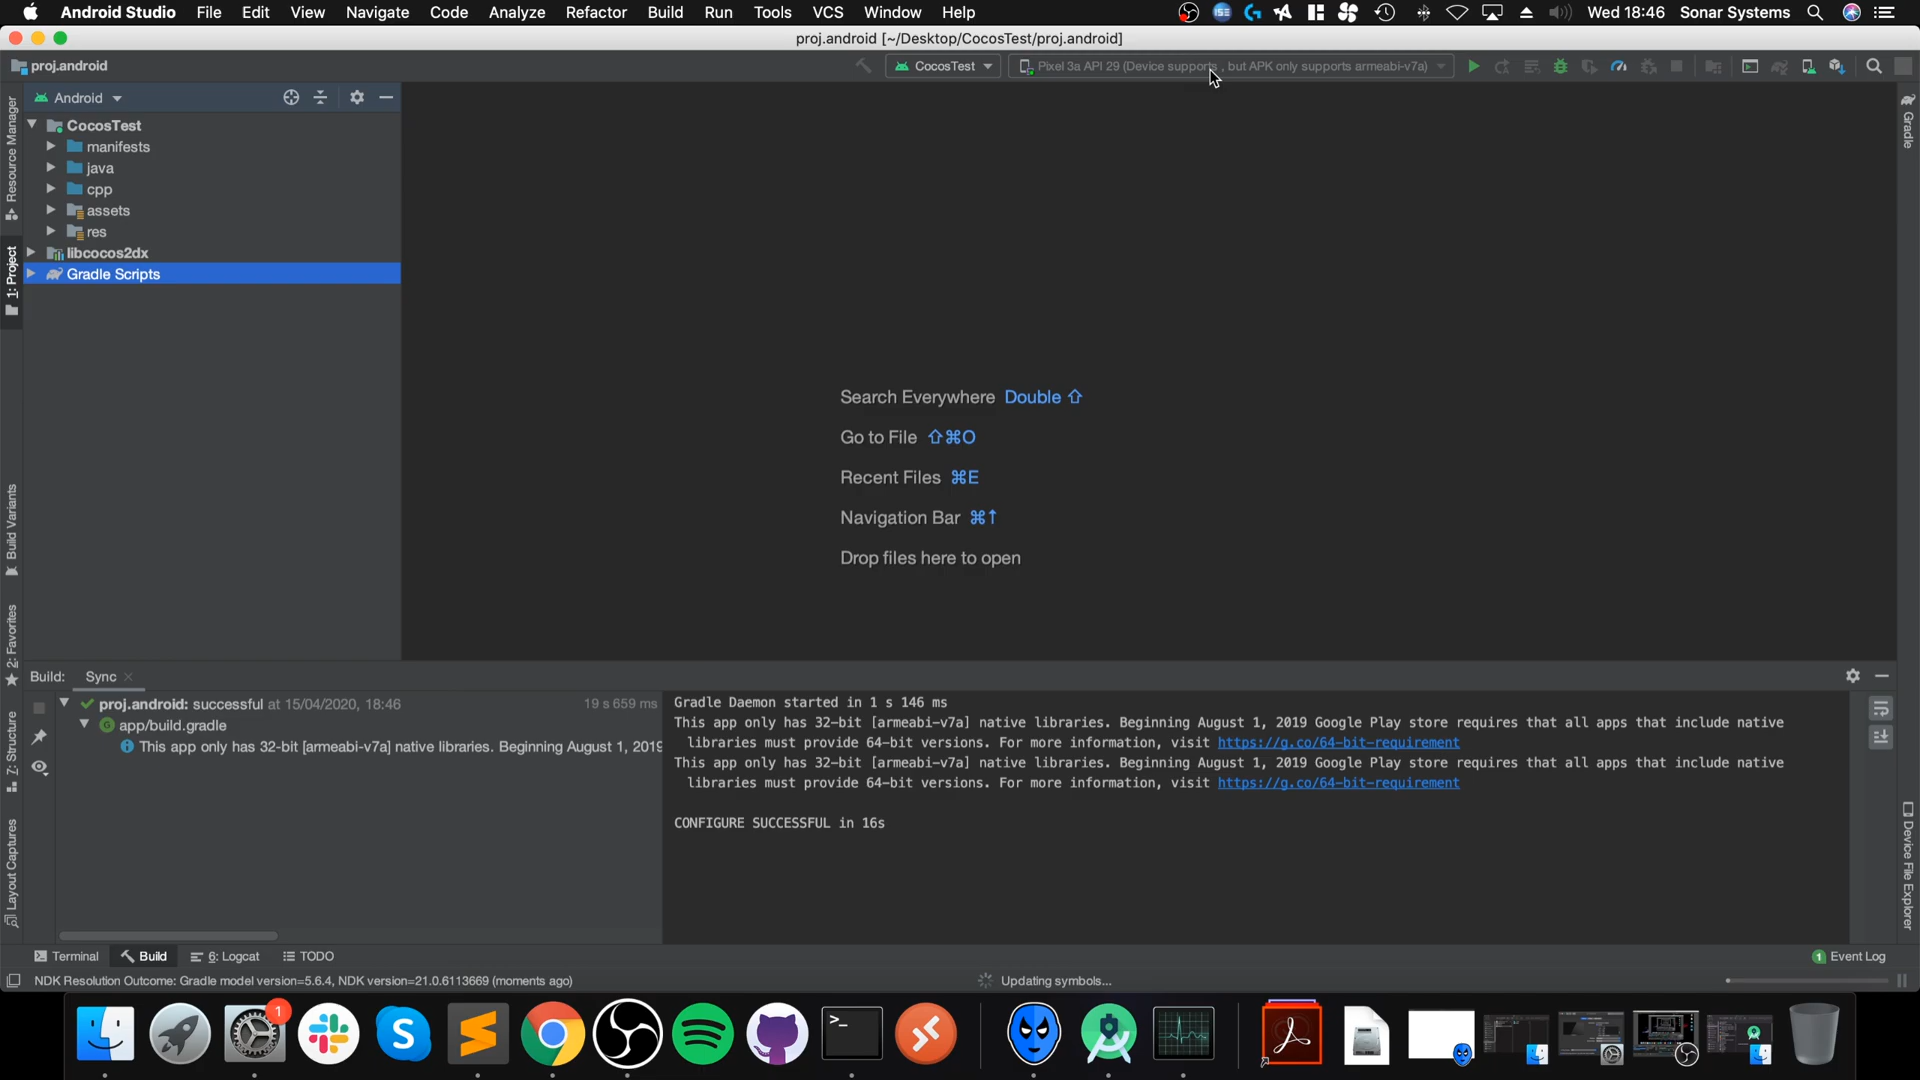 Android Studio File Edit View Navigate Code Analyze Refactor Build Run Tools VCS Window Help Wed 18:46 Sonar Systems
proj.android [~/Desktop/CocosTest/proj.android]
proj.android CocosTest Pixel 3a API 29 (Device supports , but APK only supports armeabi-v7a)
Android
CocosTest
manifests
java
cpp
assets
res
libcocos2dx
Gradle Scripts
Resource Manager
1: Project
Build Variants
2: Favorites
Z: Structure
Layout Captures
Gradle
Device File Explorer
Search Everywhere Double ⇧
Go to File ⇧⌘O
Recent Files ⌘E
Navigation Bar ⌘↑
Drop files here to open
Build: Sync
proj.android: successful at 15/04/2020, 18:46 19 s 659 ms
app/build.gradle
This app only has 32-bit [armeabi-v7a] native libraries. Beginning August 1, 2019
Gradle Daemon started in 1 s 146 ms
This app only has 32-bit [armeabi-v7a] native libraries. Beginning August 1, 2019 Google Play store requires that all apps that include native
libraries must provide 64-bit versions. For more information, visit https://g.co/64-bit-requirement
This app only has 32-bit [armeabi-v7a] native libraries. Beginning August 1, 2019 Google Play store requires that all apps that include native
libraries must provide 64-bit versions. For more information, visit https://g.co/64-bit-requirement
CONFIGURE SUCCESSFUL in 16s
Terminal Build 6: Logcat TODO 1 Event Log
NDK Resolution Outcome: Gradle model version=5.6.4, NDK version=21.0.6113669 (moments ago) Updating symbols...
1